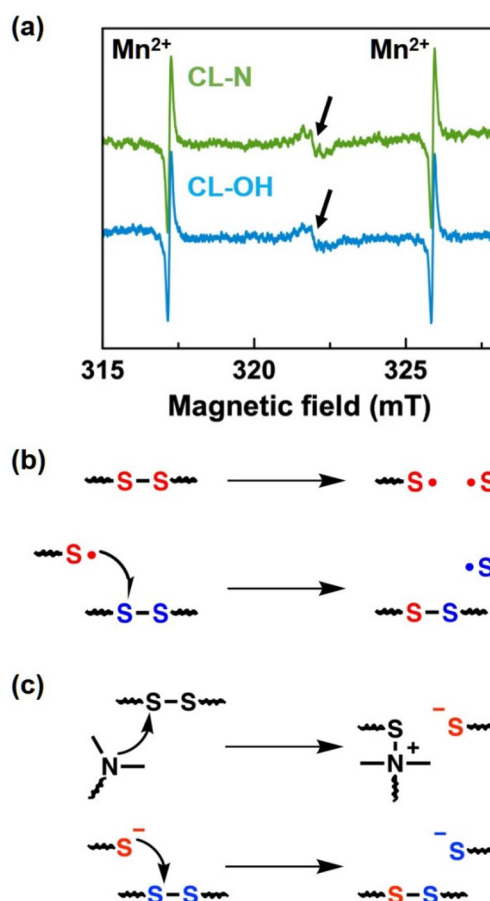 (a)
Mn2+ Mn2+
CL-N
CL-OH
315 320 325
Magnetic field (mT)
(b)
S–S S• •S
S• •S
S–S S–S
(c)
S–S S −S
N N+
S− −S
S–S S–S